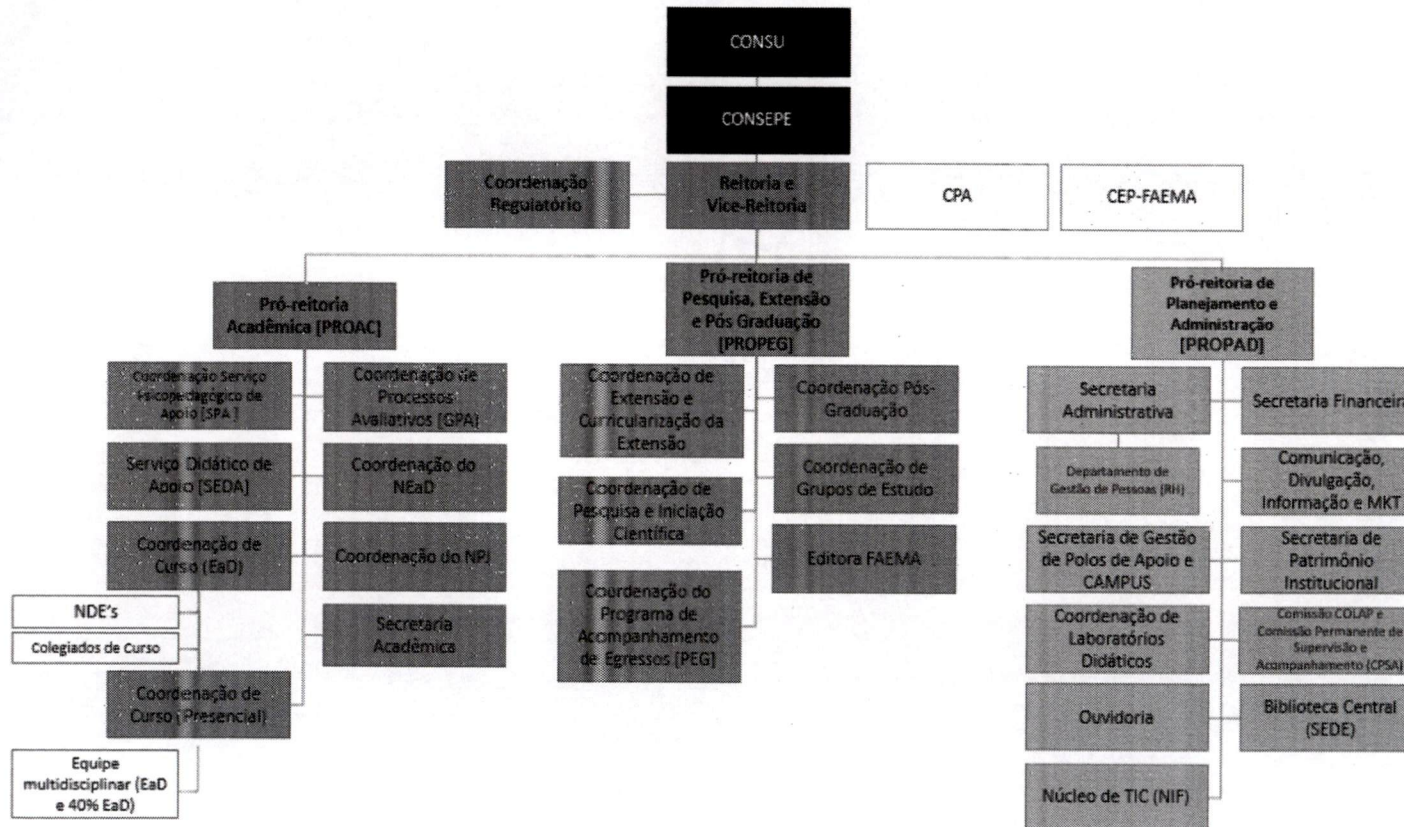 CONSU
CONSEPE
Coordenação
Regulatório
Reitoria e
Vice-Reitoria
CPA
CEP-FAEMA
Pró-reitoria
Acadêmica [PROAC]
Coordenação Serviço
Psicopedagógico de
Apoio [SPA ]
Coordenação de
Processos
Avaliativos [GPA)
Serviço Didático de
Apoio [SEDA]
Coordenação do
NEaD
Coordenação de
Curso (EaD)
Coordenação do NPJ
NDE's
Colegiados de Curso
Secretaria
Acadêmica
Coordenação de
Curso (Presencial)
Equipe
multidisciplinar (EaD
e 40% EaD)
Pró-reitoria de
Pesquisa, Extensão
e Pós Graduação
[PROPEG]
Coordenação de
Extensão e
Curricularização da
Extensão
Coordenação Pós-
Graduação
Coordenação de
Pesquisa e Iniciação
Científica
Coordenação de
Grupos de Estudo
Editora FAEMA
Coordenação do
Programa de
Acompanhamento
de Egressos [PEG]
Pró-reitoria de
Planejamento e
Administração
[PROPAD]
Secretaria
Administrativa
Secretaria Financeira
Departamento de
Gestão de Pessoas (RH)
Comunicação,
Divulgação,
Informação e MKT
Secretaria de Gestão
de Polos de Apoio e
CAMPUS
Secretaria de
Patrimônio
Institucional
Coordenação de
Laboratórios
Didáticos
Comissão COLAP e
Comissão Permanente de
Supervisão e
Acompanhamento (CPSA)
Ouvidoria
Biblioteca Central
(SEDE)
Núcleo de TIC (NIF)